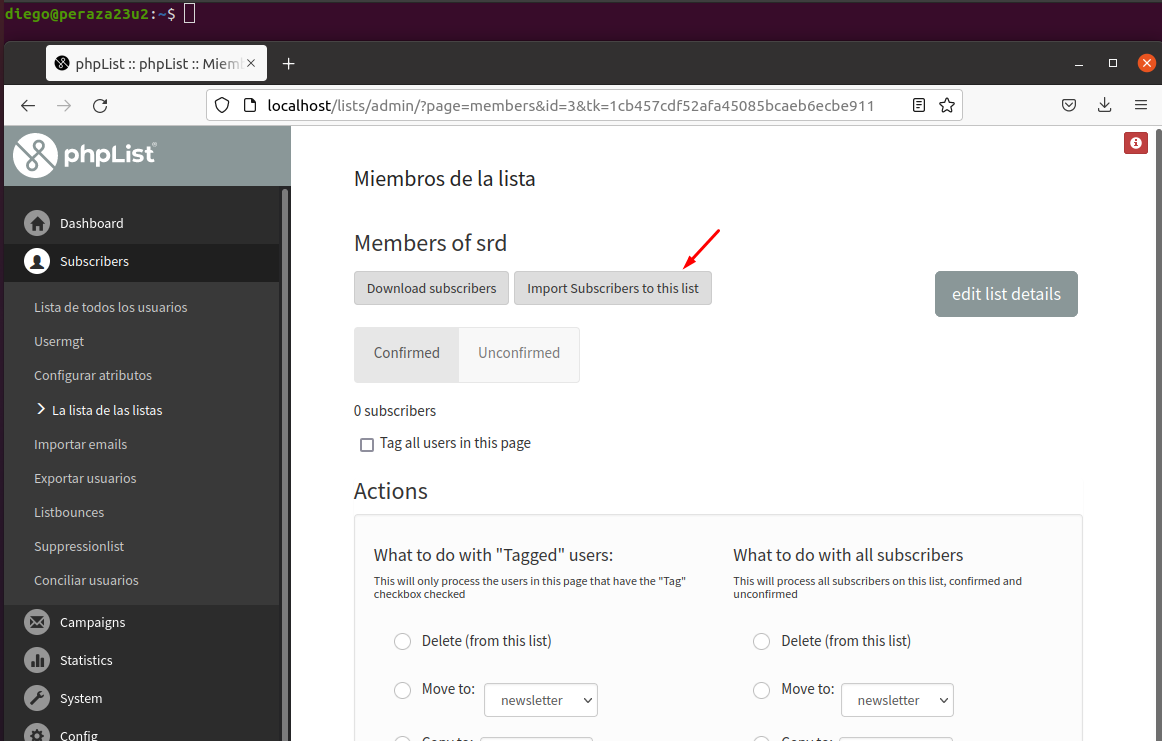 diego@peraza23u2:~$
phpList :: phpList :: Miem
localhost/lists/admin/?page=members&id=3&tk=1cb457cdf52afa45085bcaeb6ecbe911
phpList
Dashboard
Subscribers
Lista de todos los usuarios
Usermgt
Configurar atributos
La lista de las listas
Importar emails
Exportar usuarios
Listbounces
Suppressionlist
Conciliar usuarios
Campaigns
Statistics
System
Config
Miembros de la lista
Members of srd
Download subscribers Import Subscribers to this list
edit list details
Confirmed Unconfirmed
0 subscribers
Tag all users in this page
Actions
What to do with "Tagged" users:
This will only process the users in this page that have the "Tag"
checkbox checked
Delete (from this list)
Move to: newsletter
What to do with all subscribers
This will process all subscribers on this list, confirmed and
unconfirmed
Delete (from this list)
Move to: newsletter